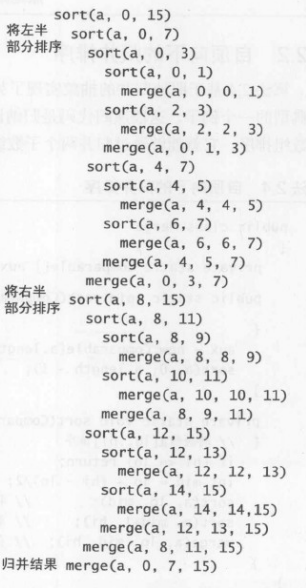 sort(a, 0, 15)
将左半
部分排序
sort(a, 0, 7)
sort(a, 0, 3)
sort(a, 0, 1)
merge(a, 0, 0, 1)
sort(a, 2, 3)
merge(a, 2, 2, 3)
merge(a, 0, 1, 3)
sort(a, 4, 7)
sort(a, 4, 5)
merge(a, 4, 4, 5)
sort(a, 6, 7)
merge(a, 6, 6, 7)
merge(a, 4, 5, 7)
merge(a, 0, 3, 7)
将右半
部分排序
sort(a, 8, 15)
sort(a, 8, 11)
sort(a, 8, 9)
merge(a, 8, 8, 9)
sort(a, 10, 11)
merge(a, 10, 10, 11)
merge(a, 8, 9, 11)
sort(a, 12, 15)
sort(a, 12, 13)
merge(a, 12, 12, 13)
sort(a, 14, 15)
merge(a, 14, 14,15)
merge(a, 12, 13, 15)
merge(a, 8, 11, 15)
归并结果 merge(a, 0, 7, 15)